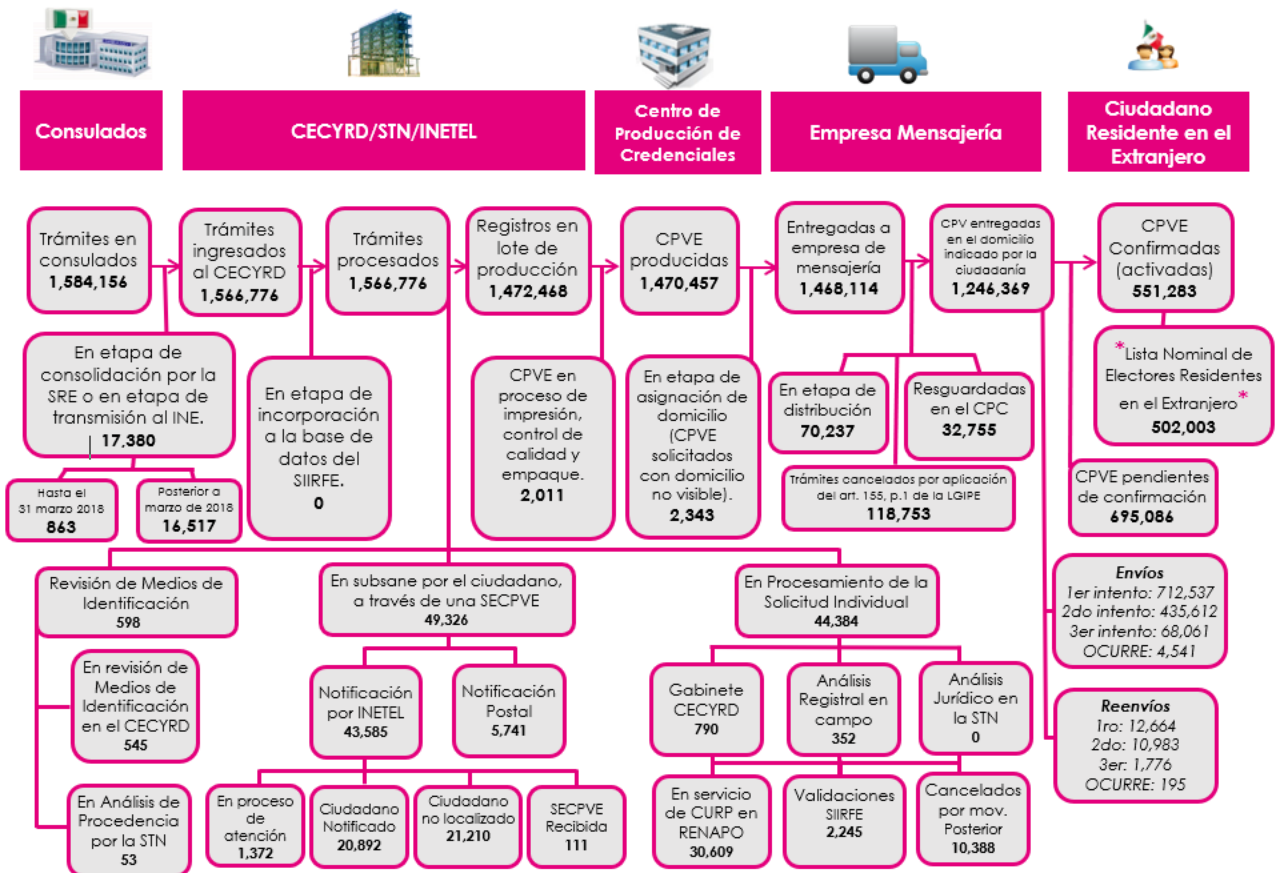 Consulados
CECYRD/STN/INETEL
Centro de
Producción de
Credenciales
Empresa Mensajería
Ciudadano
Residente en el
Extranjero
Trámites en
consulados
1,584,156
Trámites
ingresados
al CECYRD
1,566,776
Trámites
procesados
1,566,776
Registros en
lote de
producción
1,472,468
CPVE
producidas
1,470,457
Entregadas a
empresa de
mensajería
1,468,114
CPV entregadas
en el domicilio
indicado por la
ciudadanía
1,246,369
CPVE
Confirmadas
(activadas)
551,283
En etapa de
consolidación por la
SRE o en etapa de
transmisión al INE.
17,380
Hasta el
31 marzo 2018
863
Posterior a
marzo de 2018
16,517
En etapa de
incorporación
a la base de
datos del
SIIRFE.
0
CPVE en
proceso de
impresión,
control de
calidad y
empaque.
2,011
En etapa de
asignación de
domicilio
(CPVE
solicitados
con domicilio
no visible).
2,343
En etapa de
distribución
70,237
Resguardadas
en el CPC
32,755
Trámites cancelados por aplicación
del art. 155, p.1 de la LGIPE
118,753
*Lista Nominal de
Electores Residentes
en el Extranjero*
502,003
CPVE pendientes
de confirmación
695,086
Revisión de Medios de
Identificación
598
En revisión de
Medios de
Identificación
en el CECYRD
545
En Análisis de
Procedencia
por la STN
53
En subsane por el ciudadano,
a través de una SECPVE
49,326
Notificación
por INETEL
43,585
Notificación
Postal
5,741
En proceso
de
atención
1,372
Ciudadano
Notificado
20,892
Ciudadano
no localizado
21,210
SECPVE
Recibida
111
En Procesamiento de la
Solicitud Individual
44,384
Gabinete
CECYRD
790
Análisis
Registral en
campo
352
Análisis
Jurídico en
la STN
0
En servicio
de CURP en
RENAPO
30,609
Validaciones
SIIRFE
2,245
Cancelados
por mov.
Posterior
10,388
Envíos
1er intento: 712,537
2do intento: 435,612
3er intento: 68,061
OCURRE: 4,541
Reenvíos
1ro: 12,664
2do: 10,983
3er: 1,776
OCURRE: 195